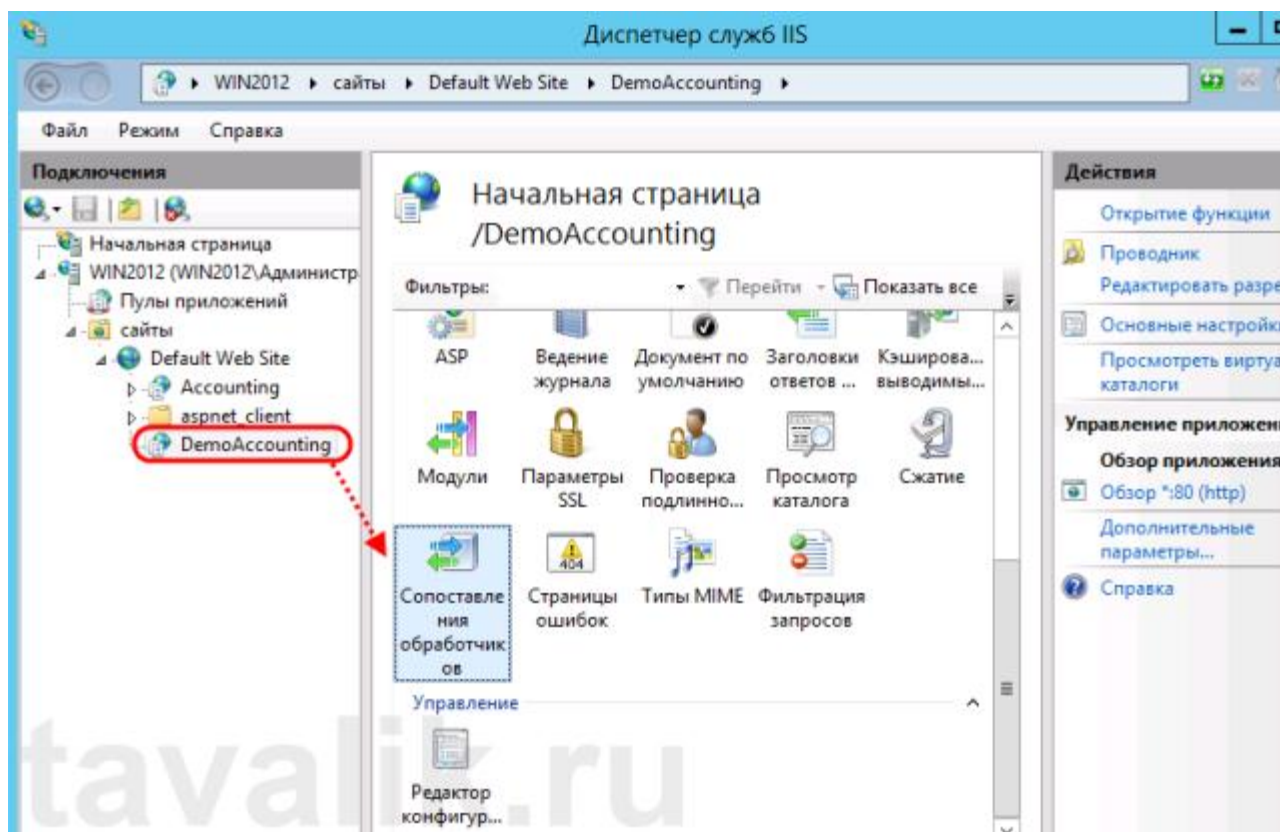 Диспетчер служб IIS
WIN2012 сайты Default Web Site DemoAccounting
Файл Режим Справка
Подключения
Начальная страница
WIN2012 (WIN2012\Администр
Пулы приложений
сайты
Default Web Site
Accounting
aspnet_client
DemoAccounting
Начальная страница
/DemoAccounting
Фильтры: Перейти Показать все
ASP
Ведение
журнала
Документ по
умолчанию
Заголовки
ответов ...
Кэширова...
выводимы...
Модули
Параметры
SSL
Проверка
подлинно...
Просмотр
каталога
Сжатие
Сопоставле
ния
обработчик
ов
404
Страницы
ошибок
Типы MIME
Фильтрация
запросов
Управление
Редактор
конфигур...
Действия
Открытие функции
Проводник
Редактировать разре
Основные настройки
Просмотреть виртуа
каталоги
Управление приложени
Обзор приложения
Обзор *:80 (http)
Дополнительные
параметры...
Справка
tavalik.ru